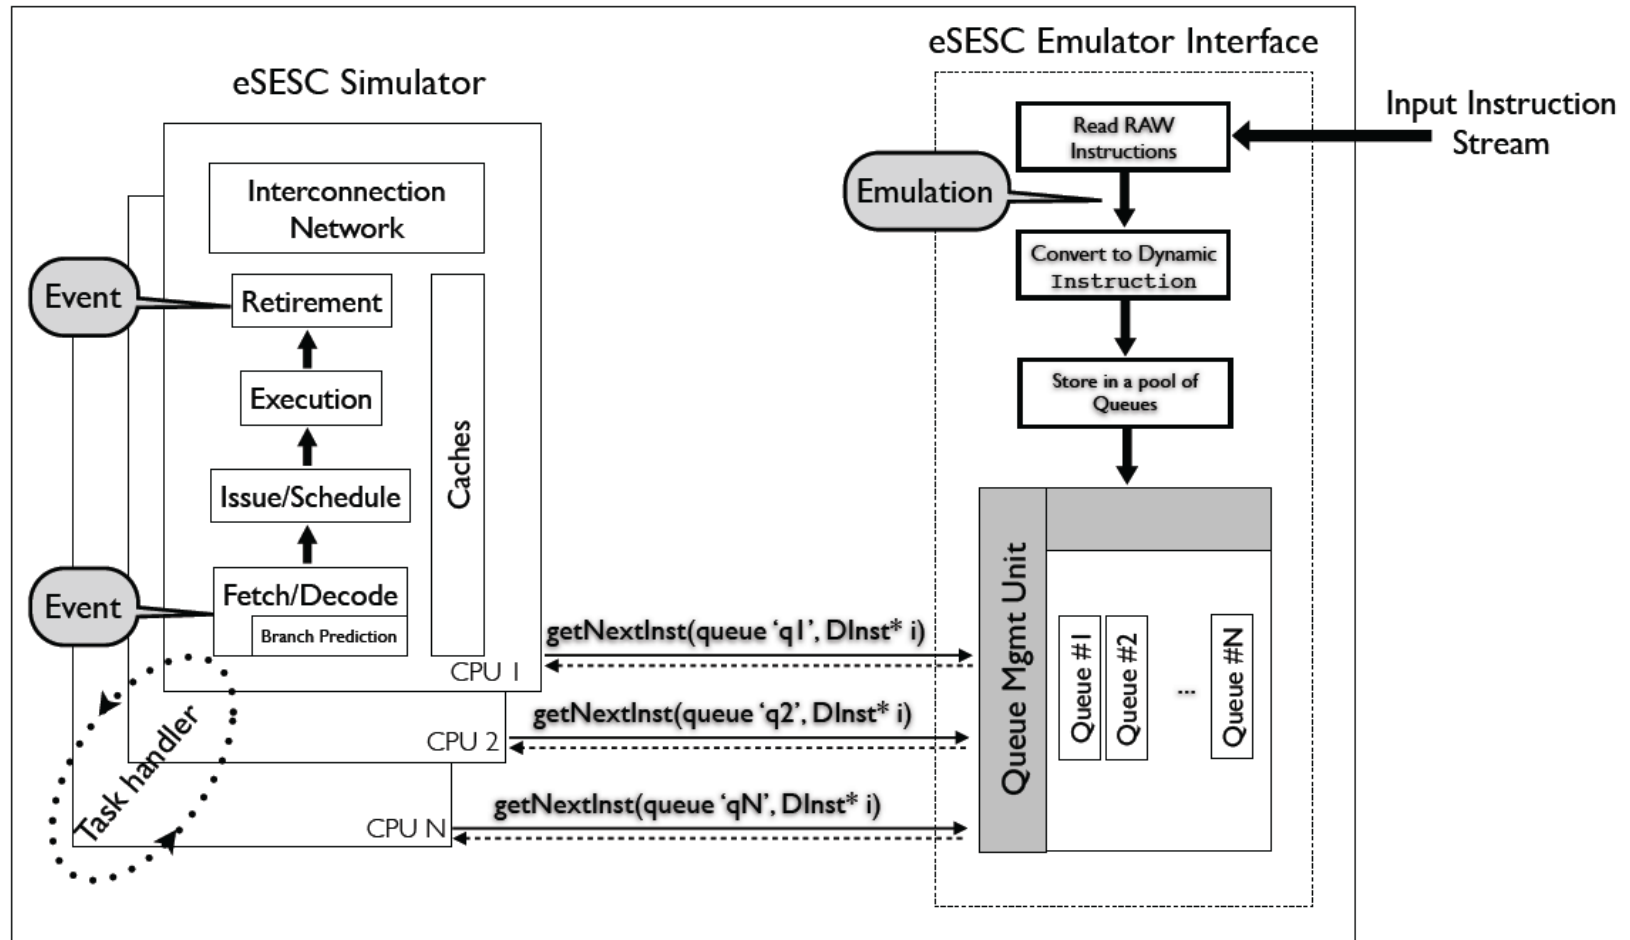 eSESC Emulator Interface
eSESC Simulator
Input Instruction
Stream
Read RAW
Instructions
Emulation
Interconnection
Network
Convert to Dynamic
Instruction
Event
Retirement
Store in a pool of
Queues
Execution
Caches
Issue/Schedule
Event
Fetch/Decode
Branch Prediction
CPU 1
getNextInst(queue ‘q1’, DInst* i)
CPU 2
getNextInst(queue ‘q2’, DInst* i)
CPU N
getNextInst(queue ‘qN’, DInst* i)
Task handler
Queue Mgmt Unit
Queue #1
Queue #2
...
Queue #N